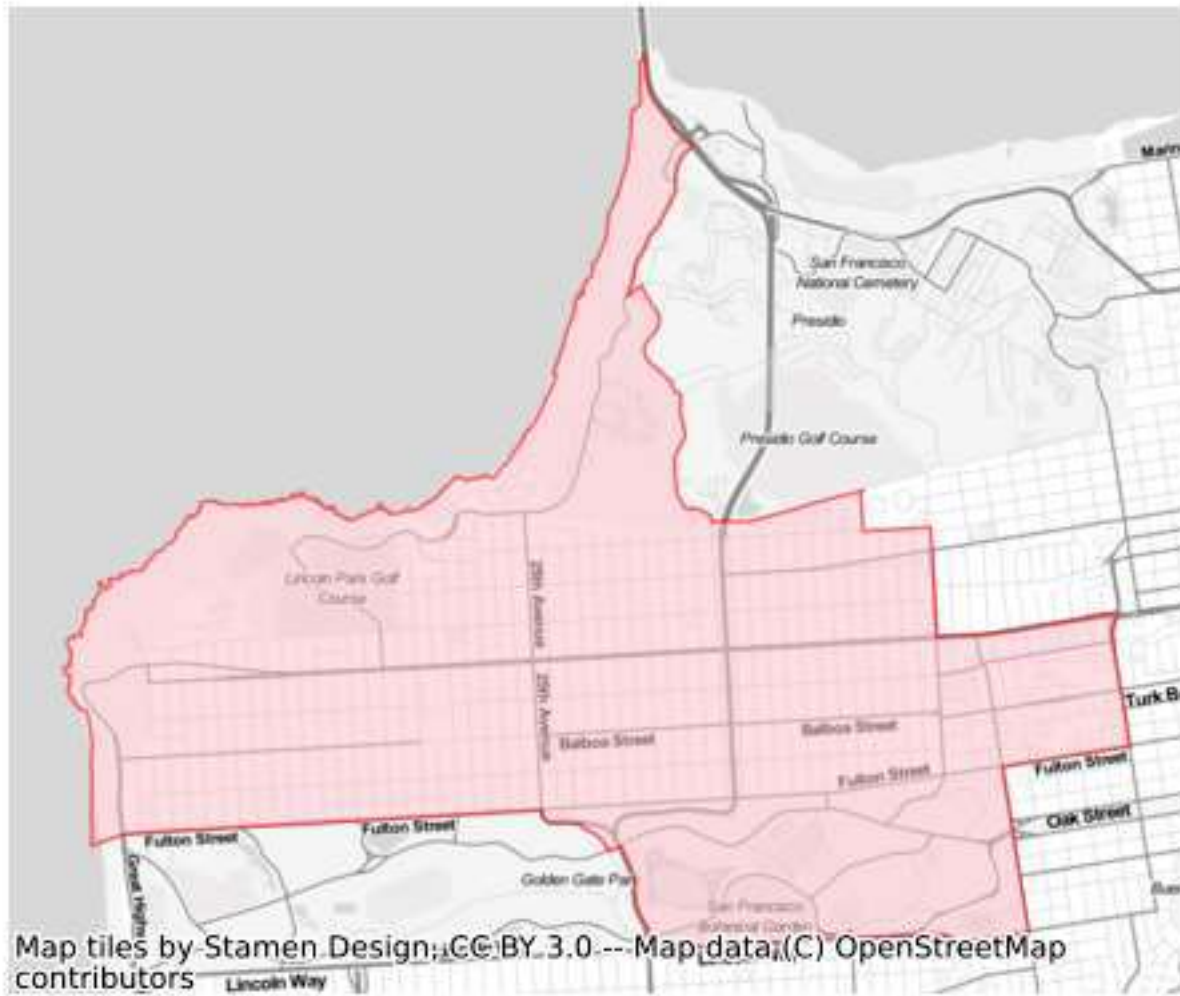 San Francisco
National Cemetery
Presidio
Presidio Golf Course
Lincoln Park Golf
Course
25th Avenue
25th Avenue
Balboa Street
Balboa Street
Turk B
Fulton Street
Fulton Street
Fulton Street
Fulton Street
Oak Street
Golden Gate Par
San Francisco
Botanical Garden
Great High
Map tiles by Stamen Design, CC BY 3.0 --- Map data (C) OpenStreetMap
contributors
Lincoln Way